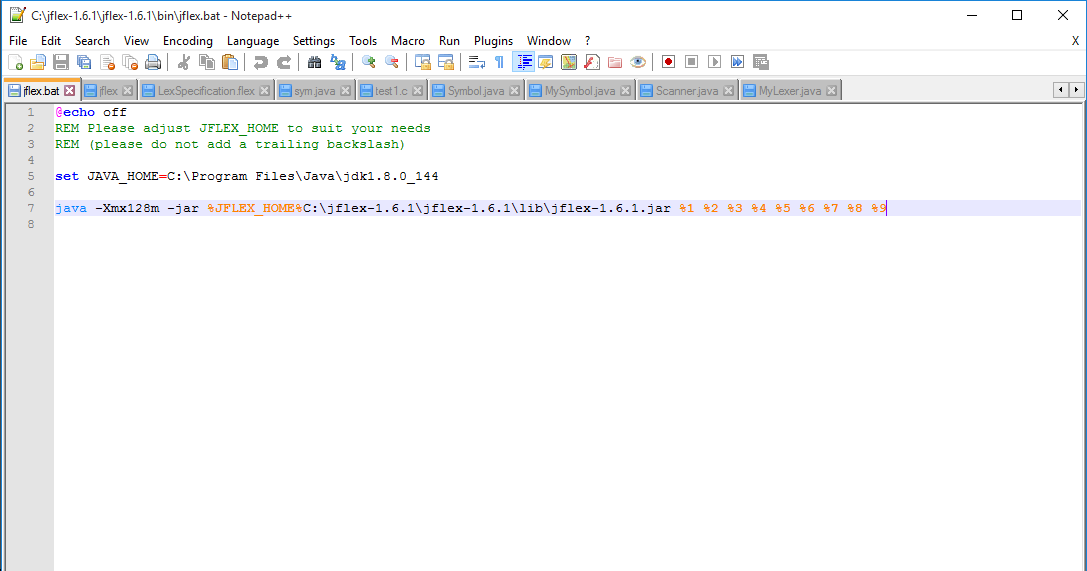 C:\jflex-1.6.1\jflex-1.6.1\bin\jflex.bat - Notepad++
File Edit Search View Encoding Language Settings Tools Macro Run Plugins Window ? X
jflex.bat jflex LexSpecification.flex sym.java test1.c Symbol.java MySymbol.java Scanner.java MyLexer.java
1 @echo off
2 REM Please adjust JFLEX_HOME to suit your needs
3 REM (please do not add a trailing backslash)
4
5 set JAVA_HOME=C:\Program Files\Java\jdk1.8.0_144
6
7 java -Xmx128m -jar %JFLEX_HOME%C:\jflex-1.6.1\jflex-1.6.1\lib\jflex-1.6.1.jar %1 %2 %3 %4 %5 %6 %7 %8 %9
8